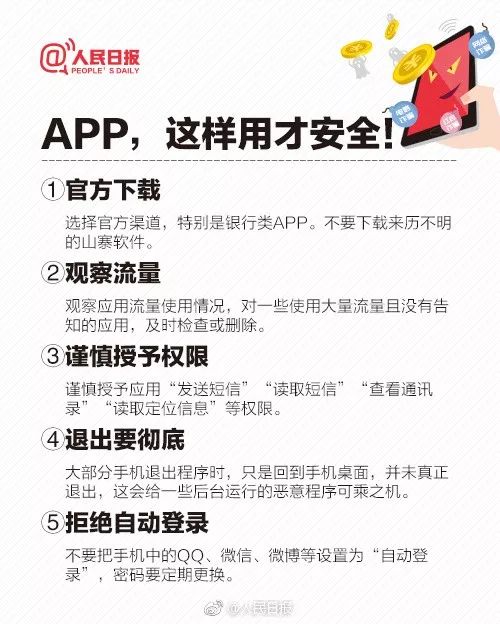 @人民日报
PEOPLE'S DAILY
网络诈骗
电信诈骗
APP，这样用才安全！
①官方下载
选择官方渠道，特别是银行类APP。不要下载来历不明
的山寨软件。
②观察流量
观察应用流量使用情况，对一些使用大量流量且没有告
知的应用，及时检查或删除。
③谨慎授予权限
谨慎授予应用“发送短信”“读取短信”“查看通讯
录”“读取定位信息”等权限。
④退出要彻底
大部分手机退出程序时，只是回到手机桌面，并未真正
退出，这会给一些后台运行的恶意程序可乘之机。
⑤拒绝自动登录
不要把手机中的QQ、微信、微博等设置为“自动登
录”，密码要定期更换。
@人民日报